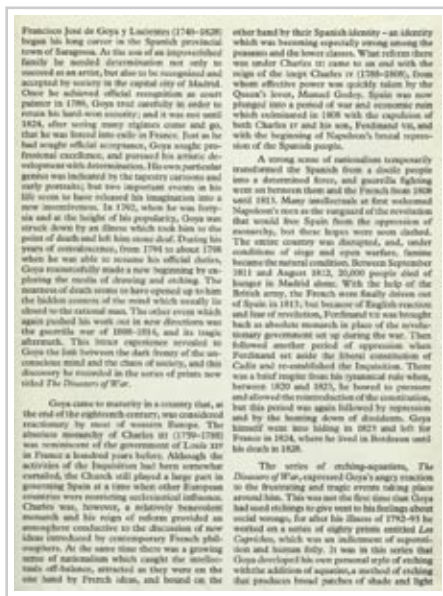 Francisco José de Goya y Lucientes (1746–1828)
began his long career in the Spanish provincial
town of Saragossa. As the son of an impoverished
family he needed determination not only to
succeed as an artist, but also to be recognized and
accepted by society in the capital city of Madrid.
Once he achieved official recognition as court
painter in 1786, Goya trod carefully in order to
retain his hard-won security; and it was not until
1824, after seeing many régimes come and go,
that he was forced into exile in France. Just as he
had sought official acceptance, Goya sought pro-
fessional excellence, and pursued his artistic de-
velopment with determination. His own particular
genius was indicated by the tapestry cartoons and
early portraits; but two important events in his
life seem to have released his imagination into a
new inventiveness. In 1792, when he was forty-
six and at the height of his popularity, Goya was
struck down by an illness which took him to the
point of death and left him stone deaf. During his
years of convalescence, from 1794 to about 1798
when he was able to resume his official duties,
Goya resourcefully made a new beginning by ex-
ploring the media of drawing and etching. The
nearness of death seems to have opened up to him
the hidden sources of the mind which usually lie
closed to the rational man. The other event which
again pushed his work out in new directions was
the guerrilla war of 1808–1814, and its tragic
aftermath. This bitter experience revealed to
Goya the link between the dark frenzy of the un-
conscious mind and the chaos of society, and this
discovery he recorded in the series of prints now
titled The Disasters of War.
Goya came to maturity in a country that, at
the end of the eighteenth century, was considered
reactionary by most of western Europe. The
absolute monarchy of Charles III (1759–1788)
was reminiscent of the government of Louis XIV
in France a hundred years before. Although the
activities of the Inquisition had been somewhat
curtailed, the Church still played a large part in
governing Spain at a time when other European
countries were restricting ecclesiastical influence.
Charles was, however, a relatively benevolent
monarch and his reign of reform provided an
atmosphere conducive to the discussion of new
ideas introduced by contemporary French phil-
osophers. At the same time there was a growing
sense of nationalism which caught the intellec-
tuals off-balance, attracted as they were on the
one hand by French ideas, and bound on the
other hand by their Spanish identity – an identity
which was becoming especially strong among the
peasants and the lower classes. What reform there
was under Charles III came to an end with the
reign of the inept Charles IV (1788–1808), from
whom effective power was quickly taken by the
Queen's lover, Manuel Godoy. Spain was now
plunged into a period of war and economic ruin
which culminated in 1808 with the expulsion of
both Charles IV and his son, Ferdinand VII, and
with the beginning of Napoleon's brutal repres-
sion of the Spanish people.
A strong sense of nationalism temporarily
transformed the Spanish from a docile people
into a determined force, and guerrilla fighting
went on between them and the French from 1808
until 1813. Many intellectuals at first welcomed
Napoleon's men as the vanguard of the revolution
that would free Spain from the oppression of
monarchy, but these hopes were soon dashed.
The entire country was disrupted, and, under
conditions of siege and open warfare, famine
became the natural condition. Between September
1811 and August 1812, 20,000 people died of
hunger in Madrid alone. With the help of the
British army, the French were finally driven out
of Spain in 1813; but because of English reaction
and fear of revolution, Ferdinand VII was brought
back as absolute monarch in place of the revolu-
tionary government set up during the war. Then
followed another period of oppression when
Ferdinand set aside the liberal constitution of
Cadiz and re-established the Inquisition. There
was a brief respite from his tyrannical rule when,
between 1820 and 1823, he bowed to pressure
and allowed the reintroduction of the constitution,
but this period was again followed by repression
and by the hunting down of dissidents. Goya
himself went into hiding in 1823 and left for
France in 1824, where he lived in Bordeaux until
his death in 1828.
The series of etching-aquatints, The
Disasters of War, expressed Goya's angry reaction
to the frustrating and tragic events taking place
around him. This was not the first time that Goya
had used etchings to give vent to his feelings about
social wrongs, for after his illness of 1792–93 he
worked on a series of eighty prints entitled Los
Caprichos, which was an indictment of supersti-
tion and human folly. It was in this series that
Goya developed his own personal style of etching
with the addition of aquatint, a method of etching
that produces broad patches of shade and light